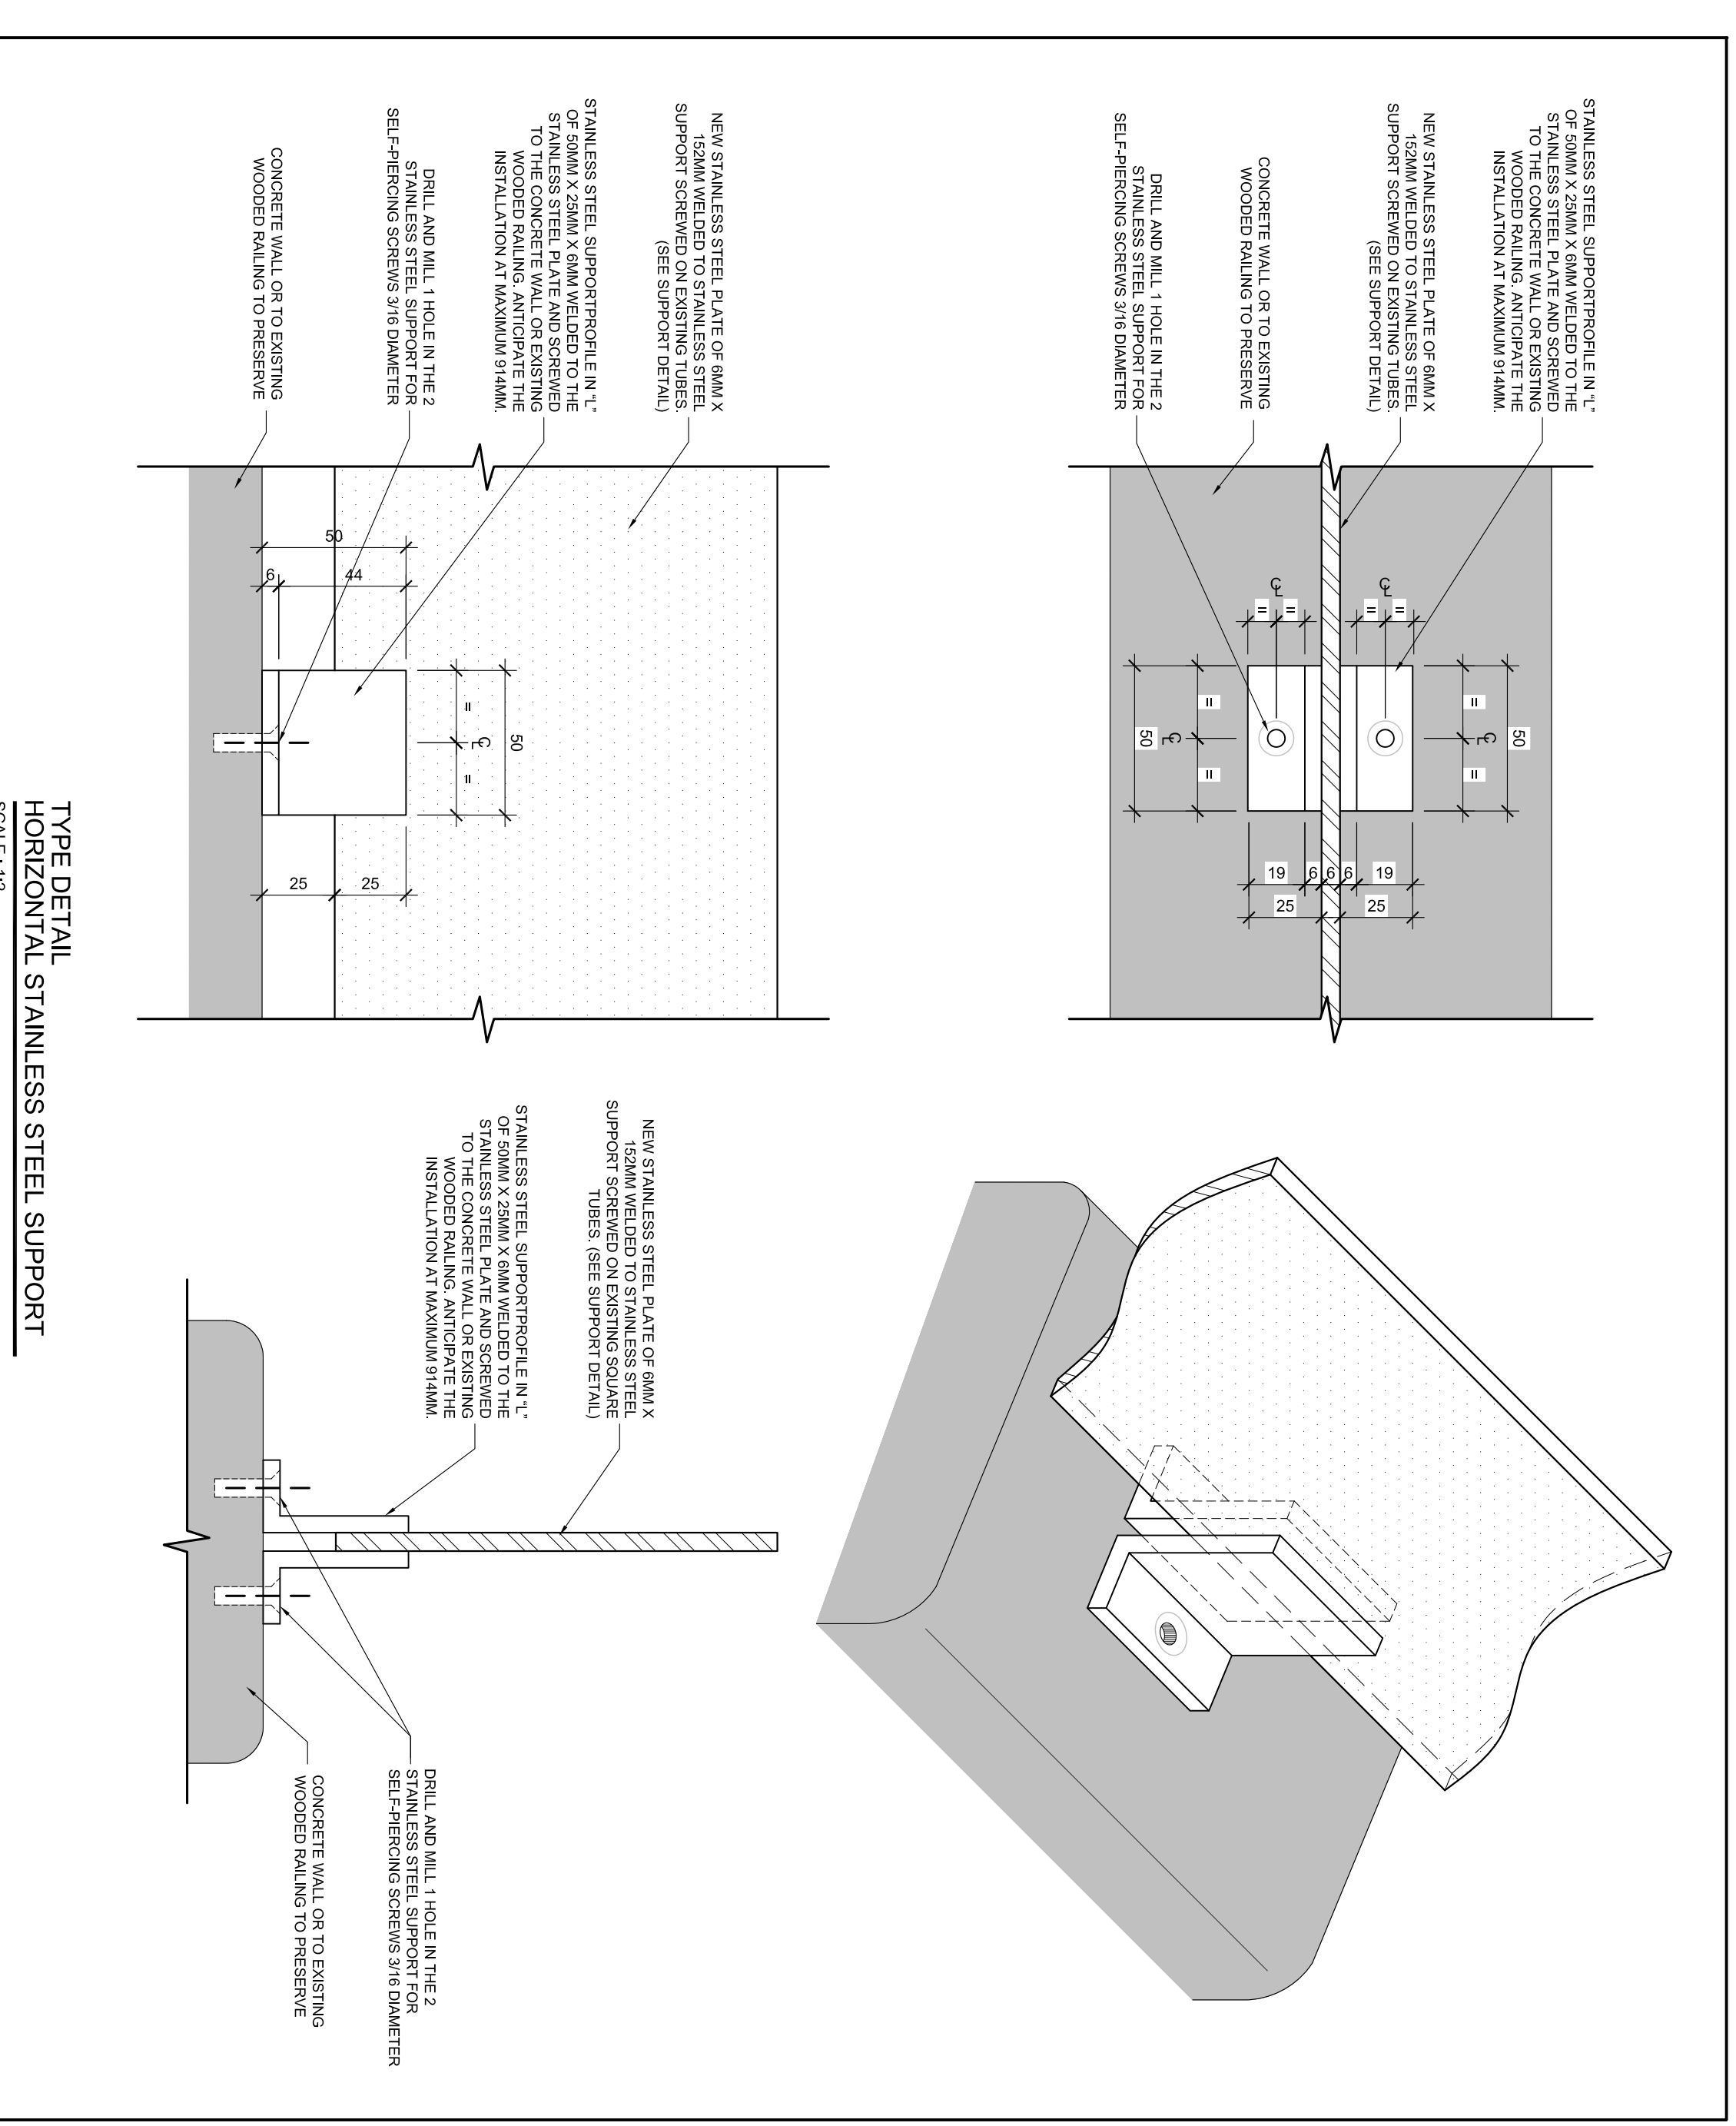 STAINLESS STEEL SUPPORTPROFILE IN "L"
OF 50MM X 25MM X 6MM WELDED TO THE
STAINLESS STEEL PLATE AND SCREWED
TO THE CONCRETE WALL OR EXISTING
WOODED RAILING. ANTICIPATE THE
INSTALLATION AT MAXIMUM 914MM.
NEW STAINLESS STEEL PLATE OF 6MM X
152MM WELDED TO STAINLESS STEEL
SUPPORT SCREWED ON EXISTING TUBES.
(SEE SUPPORT DETAIL)
CONCRETE WALL OR TO EXISTING
WOODED RAILING TO PRESERVE
DRILL AND MILL 1 HOLE IN THE 2
STAINLESS STEEL SUPPORT FOR
SELF-PIERCING SCREWS 3/16 DIAMETER
50
= CL =
=
CL
=
19
25
6
6
6
=
CL
=
19
25
= CL =
50
NEW STAINLESS STEEL PLATE OF 6MM X
152MM WELDED TO STAINLESS STEEL
SUPPORT SCREWED ON EXISTING TUBES.
(SEE SUPPORT DETAIL)
STAINLESS STEEL SUPPORTPROFILE IN "L"
OF 50MM X 25MM X 6MM WELDED TO THE
STAINLESS STEEL PLATE AND SCREWED
TO THE CONCRETE WALL OR EXISTING
WOODED RAILING. ANTICIPATE THE
INSTALLATION AT MAXIMUM 914MM.
DRILL AND MILL 1 HOLE IN THE 2
STAINLESS STEEL SUPPORT FOR
SELF-PIERCING SCREWS 3/16 DIAMETER
CONCRETE WALL OR TO EXISTING
WOODED RAILING TO PRESERVE
50
= CL =
50
44
6
25
25
NEW STAINLESS STEEL PLATE OF 6MM X
152MM WELDED TO STAINLESS STEEL
SUPPORT SCREWED ON EXISTING SQUARE
TUBES. (SEE SUPPORT DETAIL)
STAINLESS STEEL SUPPORTPROFILE IN "L"
OF 50MM X 25MM X 6MM WELDED TO THE
STAINLESS STEEL PLATE AND SCREWED
TO THE CONCRETE WALL OR EXISTING
WOODED RAILING. ANTICIPATE THE
INSTALLATION AT MAXIMUM 914MM.
DRILL AND MILL 1 HOLE IN THE 2
STAINLESS STEEL SUPPORT FOR
SELF-PIERCING SCREWS 3/16 DIAMETER
CONCRETE WALL OR TO EXISTING
WOODED RAILING TO PRESERVE
TYPE DETAIL
HORIZONTAL STAINLESS STEEL SUPPORT